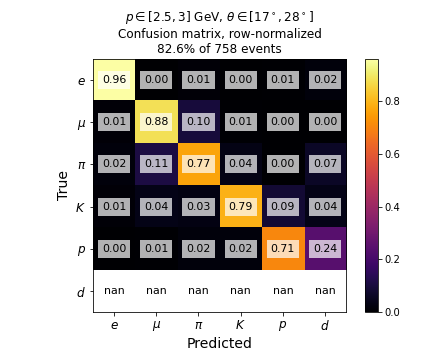 p ∈ [2.5, 3] GeV, θ ∈ [17°, 28°]
Confusion matrix, row-normalized
82.6% of 758 events
e 0.96 0.00 0.01 0.00 0.01 0.02
μ 0.01 0.88 0.10 0.01 0.00 0.00
π 0.02 0.11 0.77 0.04 0.00 0.07
K 0.01 0.04 0.03 0.79 0.09 0.04
p 0.00 0.01 0.02 0.02 0.71 0.24
d nan nan nan nan nan nan
e μ π K p d
Predicted
True
0.8
0.6
0.4
0.2
0.0